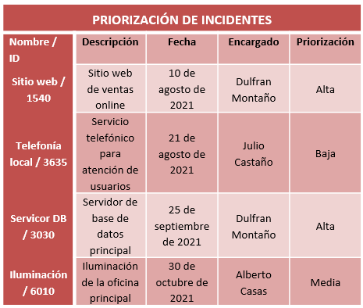 PRIORIZACIÓN DE INCIDENTES
Nombre / ID Descripción Fecha Encargado Priorización
Sitio web / 1540 Sitio web de ventas online 10 de agosto de 2021 Dulfran Montaño Alta
Telefonía local / 3635 Servicio telefónico para atención de usuarios 21 de agosto de 2021 Julio Castaño Baja
Servicor DB / 3030 Servidor de base de datos principal 25 de septiembre de 2021 Dulfran Montaño Alta
Iluminación / 6010 Iluminación de la oficina principal 30 de octubre de 2021 Alberto Casas Media